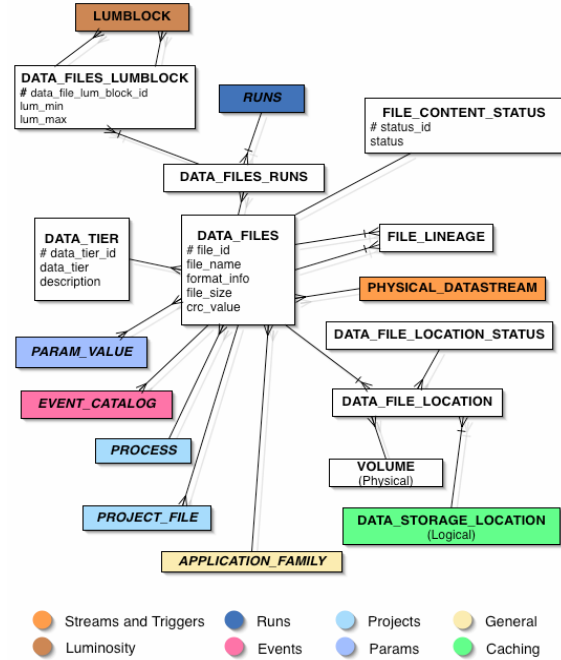 LUMBLOCK
DATA_FILES_LUMBLOCK
# data_file_lum_block_id
lum_min
lum_max
RUNS
FILE_CONTENT_STATUS
# status_id
status
DATA_FILES_RUNS
DATA_TIER
# data_tier_id
data_tier
description
DATA_FILES
# file_id
file_name
format_info
file_size
crc_value
FILE_LINEAGE
PHYSICAL_DATASTREAM
DATA_FILE_LOCATION_STATUS
PARAM_VALUE
EVENT_CATALOG
DATA_FILE_LOCATION
PROCESS
VOLUME
(Physical)
PROJECT_FILE
DATA_STORAGE_LOCATION
(Logical)
APPLICATION_FAMILY
Streams and Triggers
Runs
Projects
General
Luminosity
Events
Params
Caching